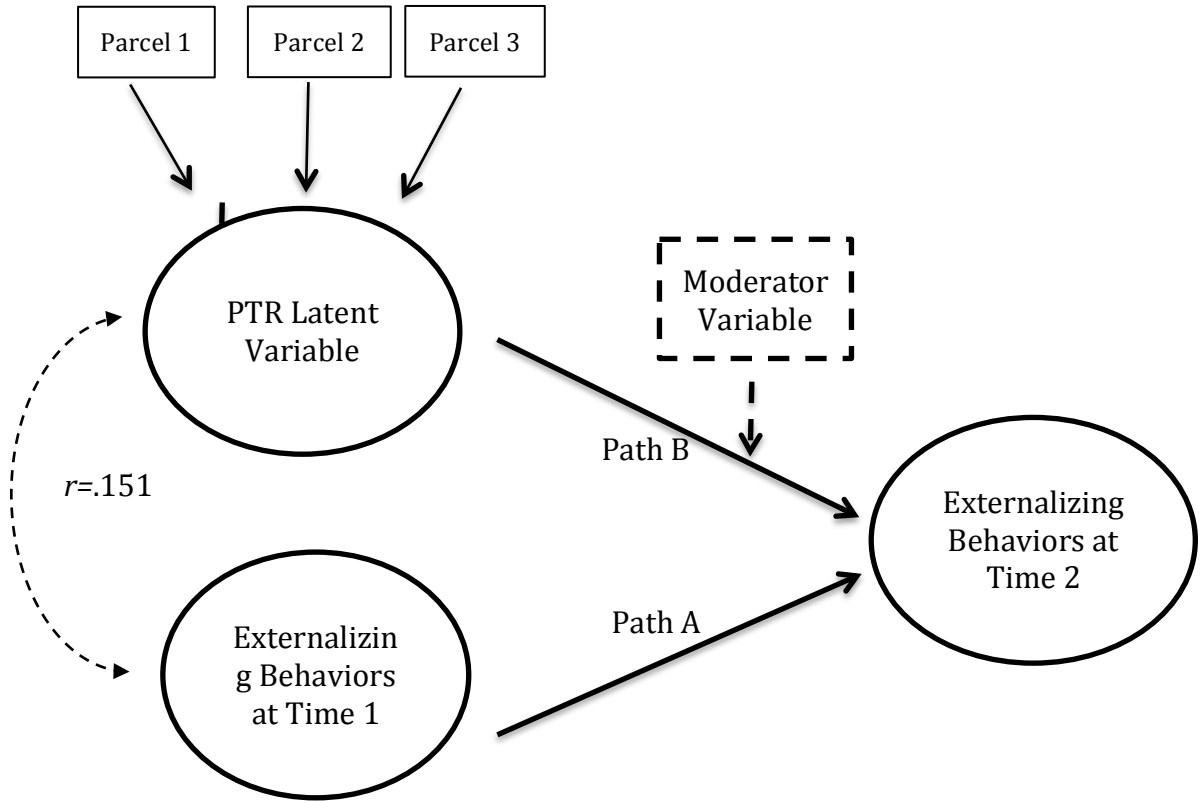 Parcel 1
Parcel 2
Parcel 3
PTR Latent
Variable
Moderator
Variable
Path B
r=.151
Externalizing
Behaviors at
Time 2
Path A
Externalizin
g Behaviors
at Time 1